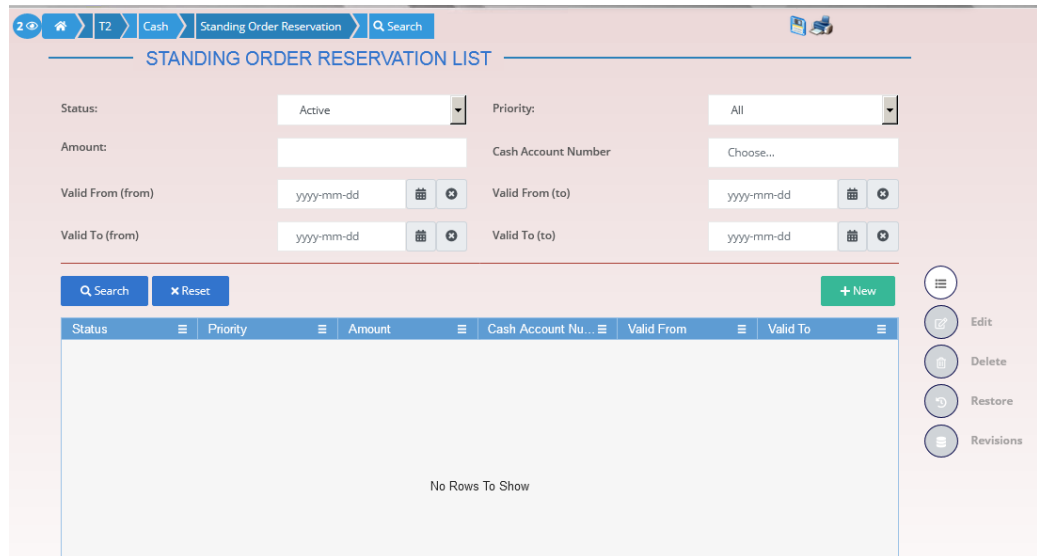 2 T2 Cash Standing Order Reservation Search
STANDING ORDER RESERVATION LIST
Status: Active Priority: All
Amount: Cash Account Number Choose...
Valid From (from) yyyy-mm-dd Valid From (to) yyyy-mm-dd
Valid To (from) yyyy-mm-dd Valid To (to) yyyy-mm-dd
Search Reset New
Status Priority Amount Cash Account Nu... Valid From Valid To
Edit
Delete
Restore
Revisions
No Rows To Show